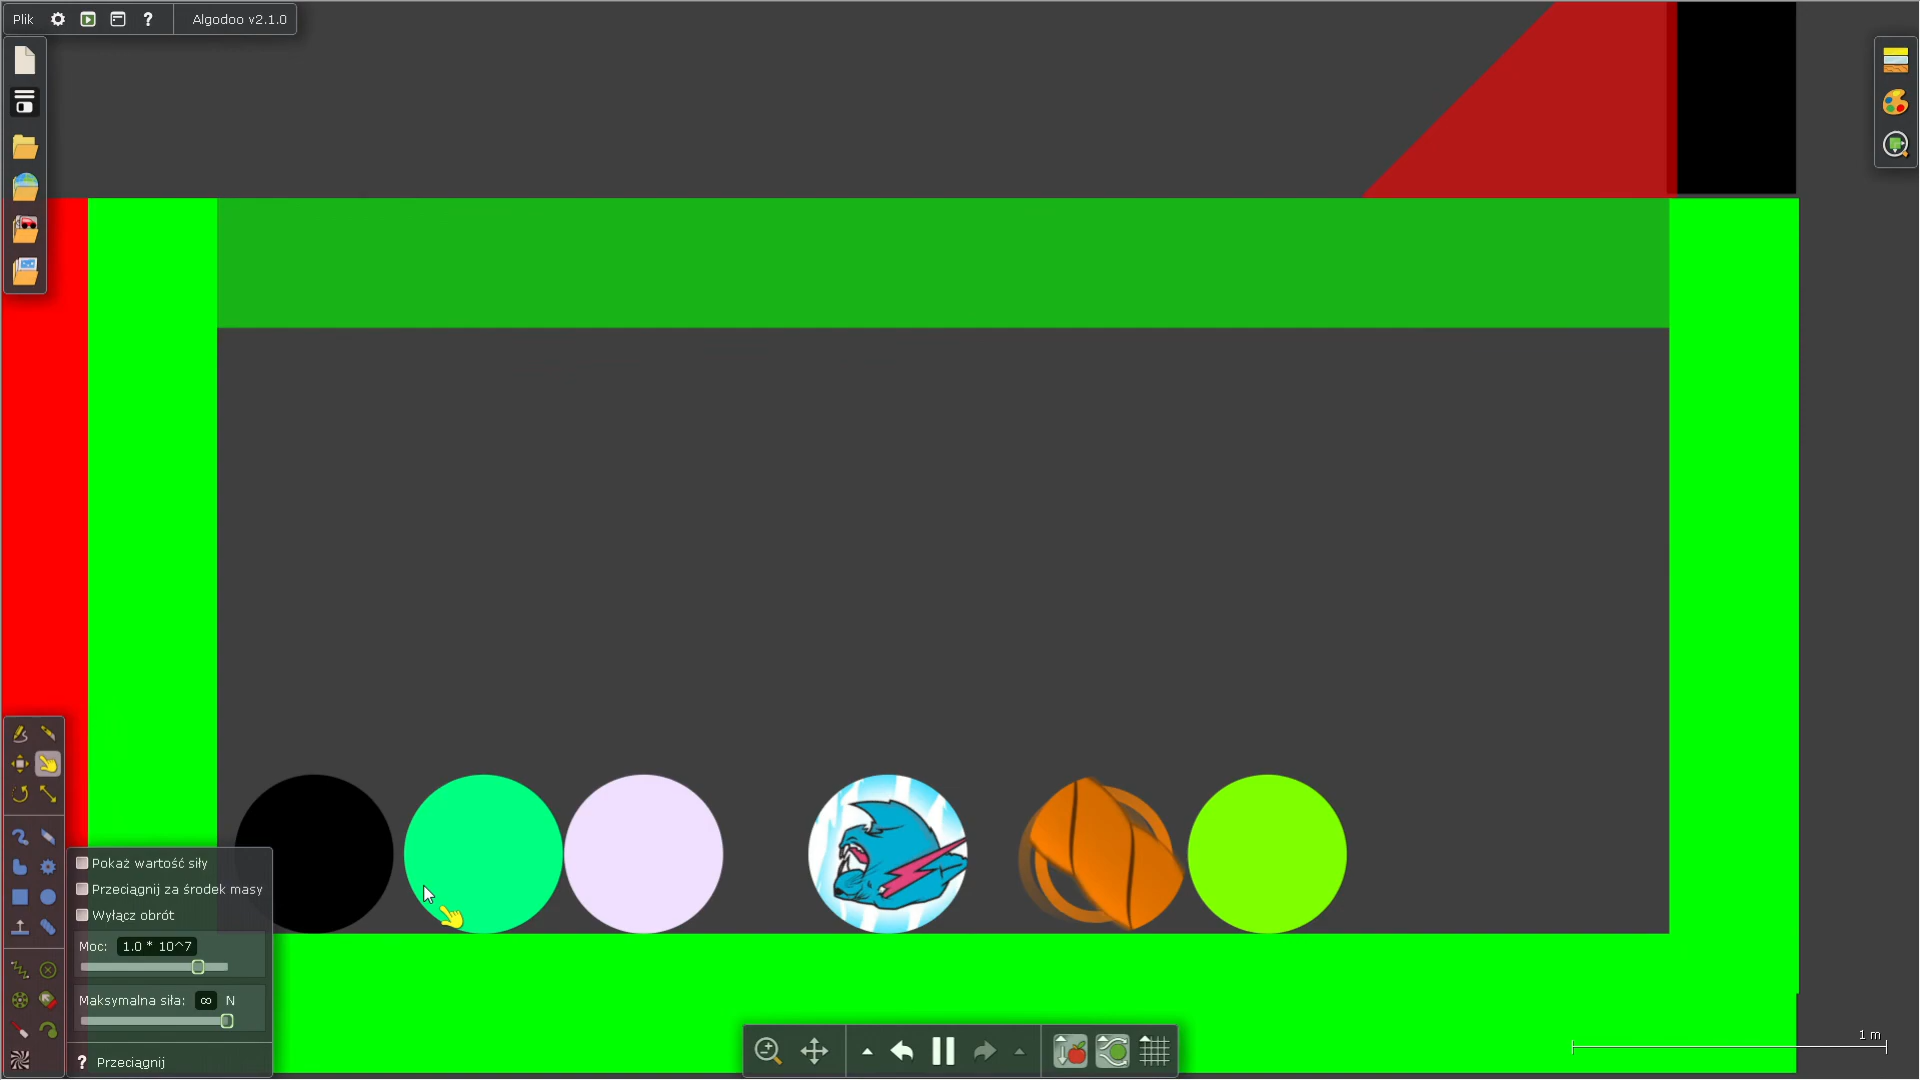 Plik
?
Algodoo v2.1.0
Pokaż wartość siły
Przeciągnij za środek masy
Wyłącz obrót
Moc: 1.0 * 10^7
Maksymalna siła: ∞ N
? Przeciągnij
1 m